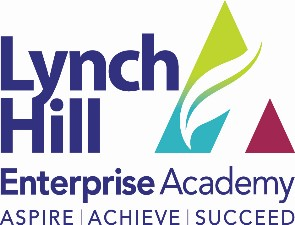 Lynch
Hill
Enterprise Academy
ASPIRE | ACHIEVE | SUCCEED